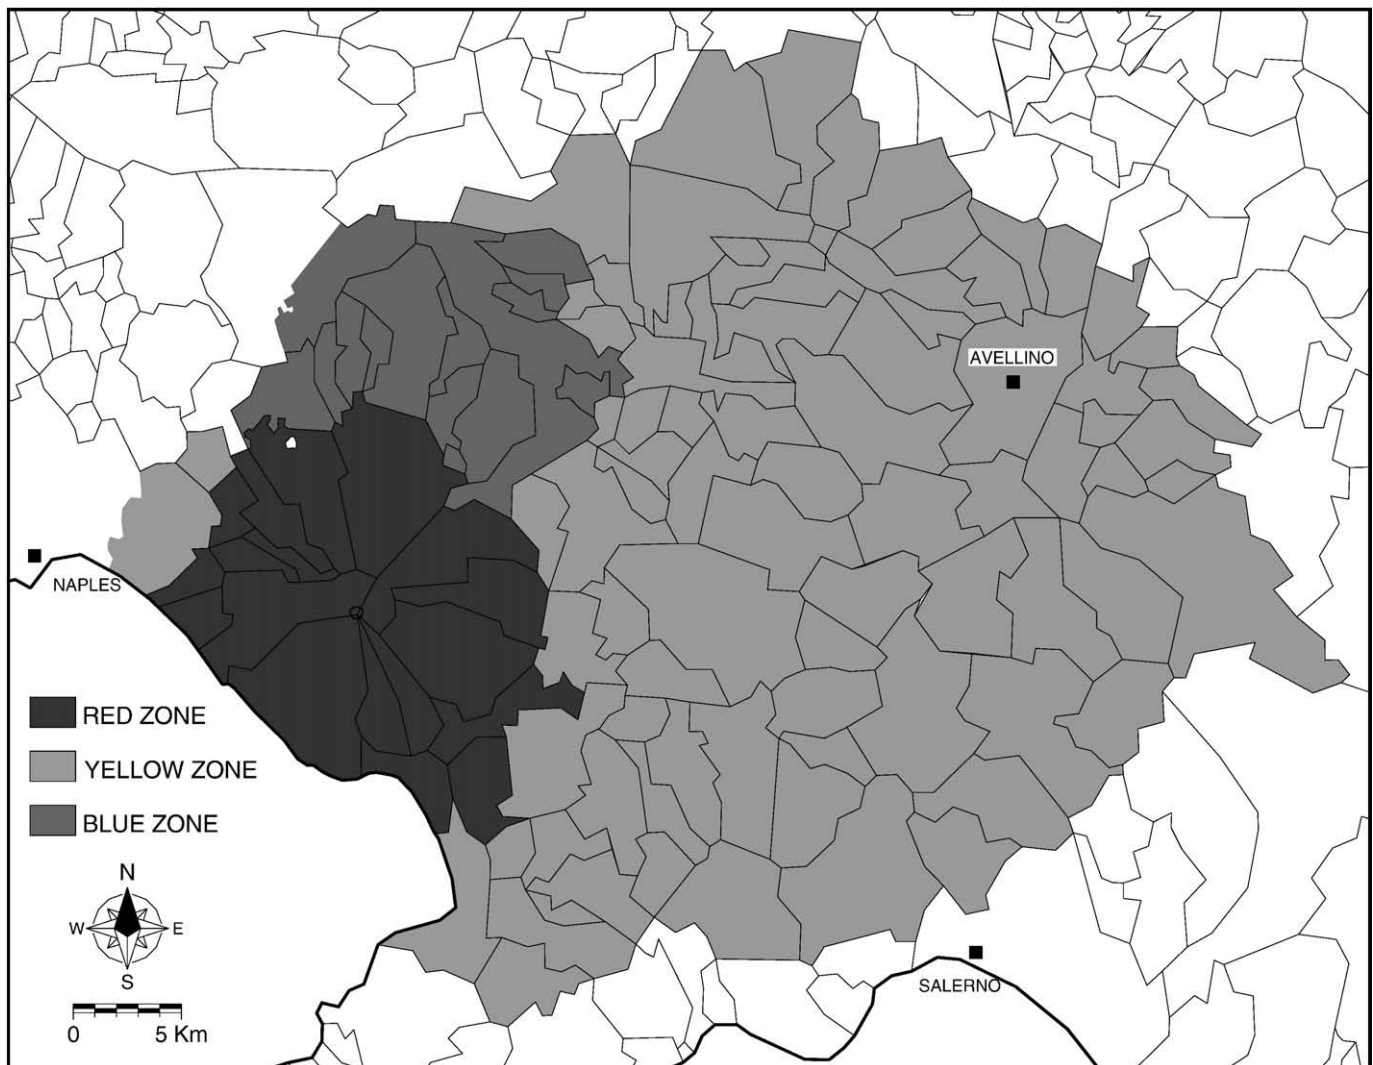 AVELLINO
NAPLES
RED ZONE
YELLOW ZONE
BLUE ZONE
N
W E
S
0 5 Km
SALERNO